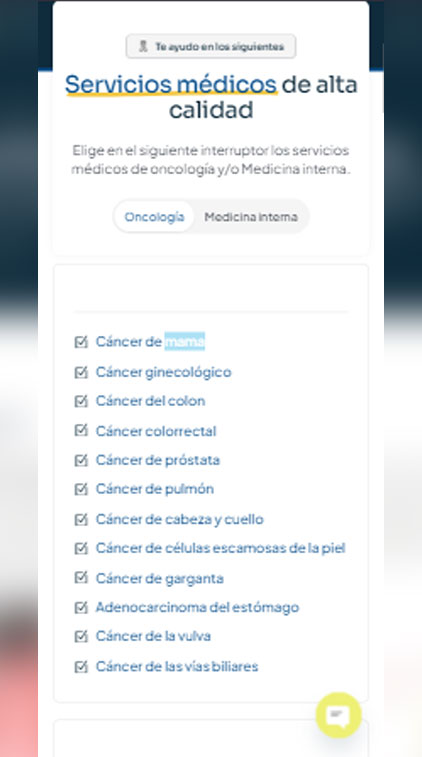 Te ayudo en los siguientes
Servicios médicos de alta
calidad
Elige en el siguiente interruptor los servicios
médicos de oncología y/o Medicina interna.
Oncología Medicina interna
Cáncer de mama
Cáncer ginecológico
Cáncer del colon
Cáncer colorrectal
Cáncer de próstata
Cáncer de pulmón
Cáncer de cabeza y cuello
Cáncer de células escamosas de la piel
Cáncer de garganta
Adenocarcinoma del estómago
Cáncer de la vulva
Cáncer de las vías biliares